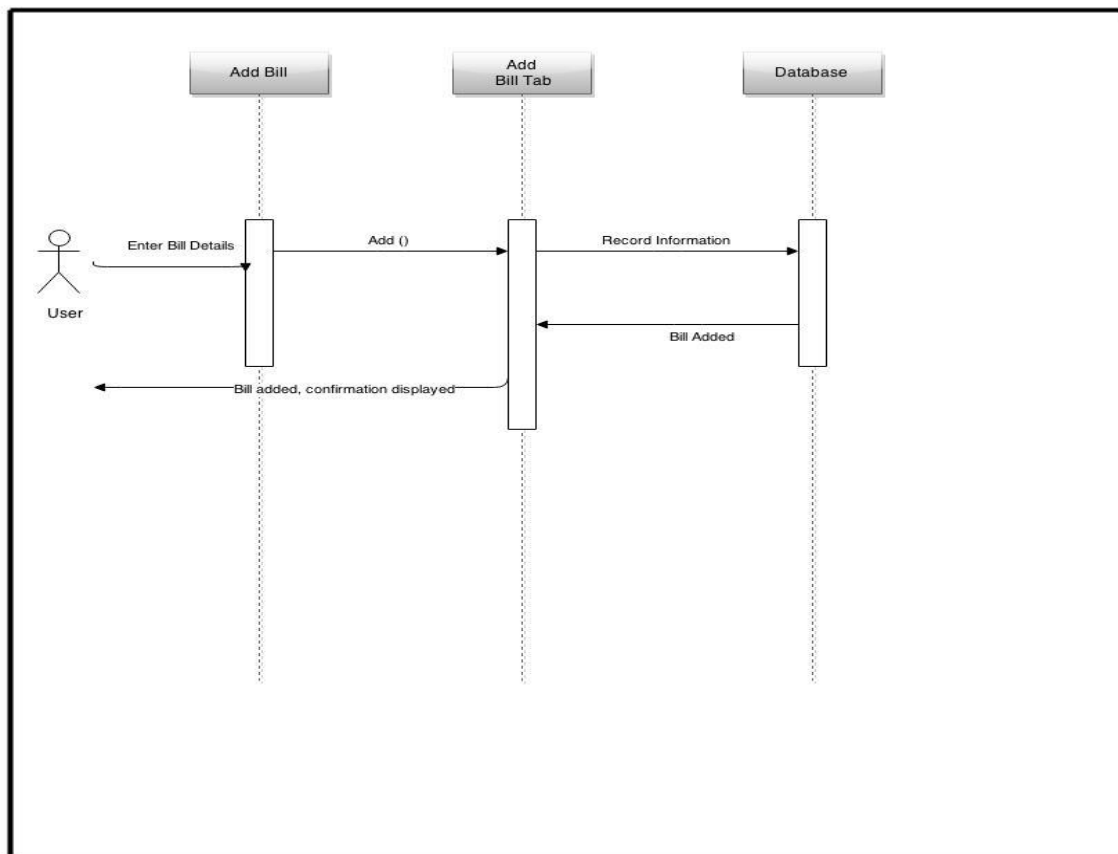 Add Bill
Add
Bill Tab
Database
Enter Bill Details
Add ()
Record Information
User
Bill Added
Bill added, confirmation displayed